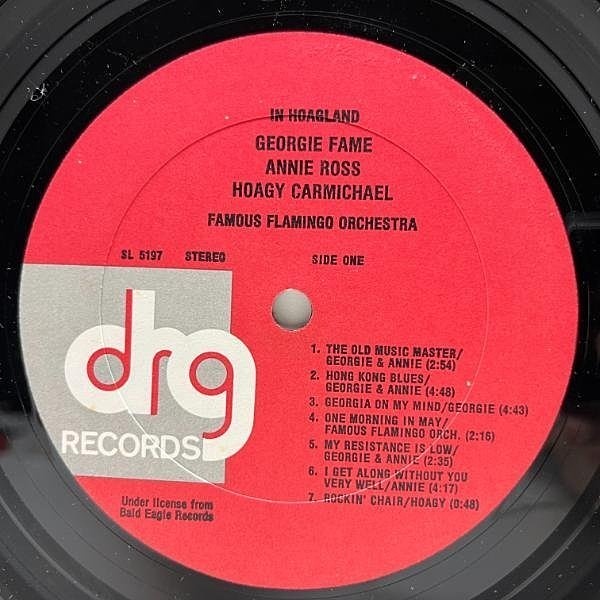 IN HOAGLAND
GEORGIE FAME
ANNIE ROSS
HOAGY CARMICHAEL
FAMOUS FLAMINGO ORCHESTRA
SL 5197 STEREO SIDE ONE
drg
RECORDS
1. THE OLD MUSIC MASTER/
GEORGIE & ANNIE (2:54)
2. HONG KONG BLUES/
GEORGIE & ANNIE (4:48)
3. GEORGIA ON MY MIND/GEORGIE (4:43)
4. ONE MORNING IN MAY/
FAMOUS FLAMINGO ORCH. (2:16)
5. MY RESISTANCE IS LOW/
GEORGIE & ANNIE (2:35)
6. I GET ALONG WITHOUT YOU
VERY WELL/ANNIE (4:17)
7. ROCKIN' CHAIR/HOAGY (0:48)
Under license from
Bald Eagle Records